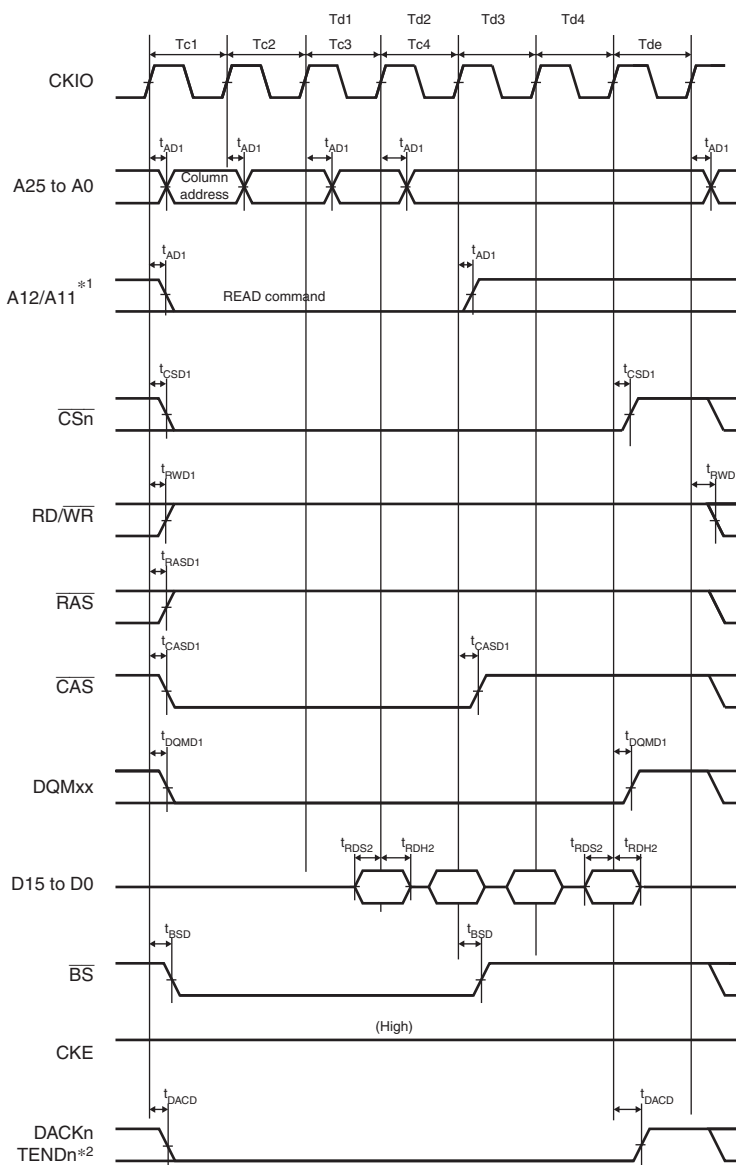 Td1 Td2 Td3 Td4
Tc1 Tc2 Tc3 Tc4 Tde
CKIO
tAD1 tAD1 tAD1 tAD1 tAD1
A25 to A0
Column
address
tAD1 tAD1
A12/A11*1
READ command
tCSD1 tCSD1
CSn
tRWD1 tRWD
RD/WR
tRASD1
RAS
tCASD1 tCASD1
CAS
tDQMD1 tDQMD1
DQMxx
tRDS2 tRDH2 tRDS2 tRDH2
D15 to D0
tBSD tBSD
BS
(High)
CKE
tDACD tDACD
DACKn
TENDn*2